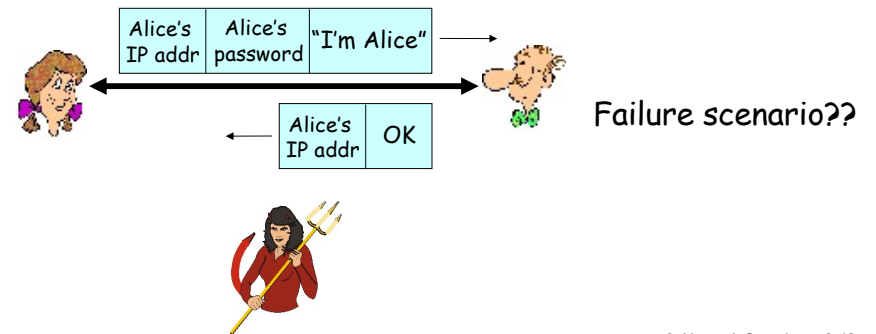 Alice's
IP addr
Alice's
password
"I'm Alice"
Failure scenario??
Alice's
IP addr
OK